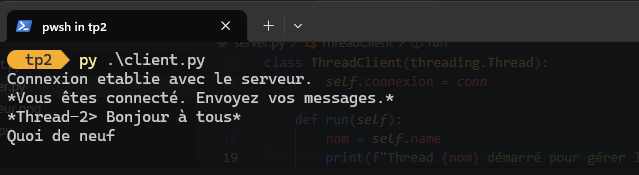 pwsh in tp2
tp2 py .\client.py
Connexion etablie avec le serveur.
*Vous êtes connecté. Envoyez vos messages.*
*Thread-2> Bonjour à tous*
Quoi de neuf
class ThreadClient(threading.Thread):
self.connexion = conn
def run(self):
nom = self.name
19 print(f"Thread {nom} démarré pour gérer